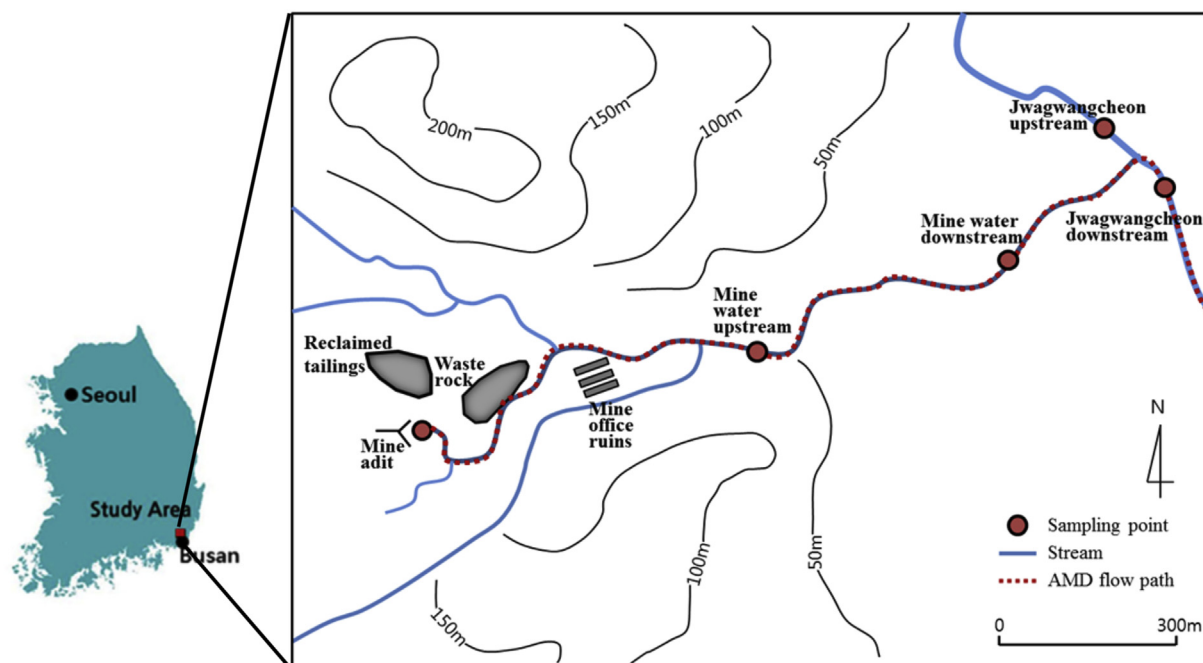 Seoul
Study Area
Busan
200m
150m
100m
50m
Jwagwangcheon
upstream
Mine water
downstream
Jwagwangcheon
downstream
Mine
water
upstream
Reclaimed
tailings
Waste
rock
Mine
adit
Mine
office
ruins
100m
50m
150m
N
Sampling point
Stream
AMD flow path
0
300m